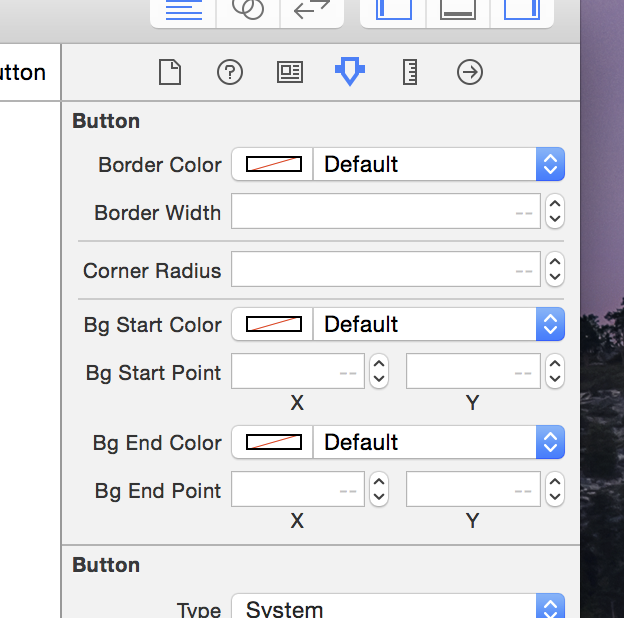 utton
Button
Border Color Default
Border Width --
Corner Radius --
Bg Start Color Default
Bg Start Point -- --
X Y
Bg End Color Default
Bg End Point -- --
X Y
Button
Type System